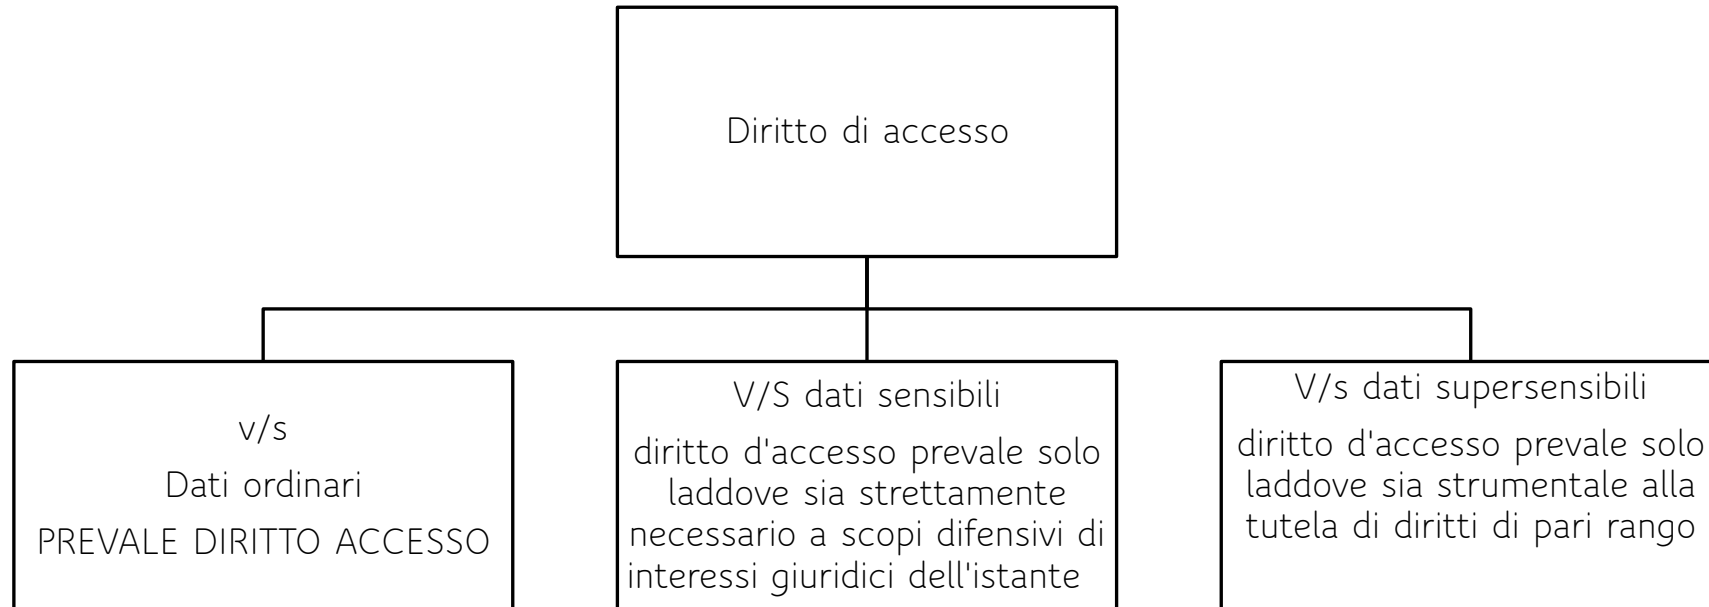 Diritto di accesso
v/s
Dati ordinari
PREVALE DIRITTO ACCESSO
V/S dati sensibili
diritto d'accesso prevale solo
laddove sia strettamente
necessario a scopi difensivi di
interessi giuridici dell'istante
V/s dati supersensibili
diritto d'accesso prevale solo
laddove sia strumentale alla
tutela di diritti di pari rango